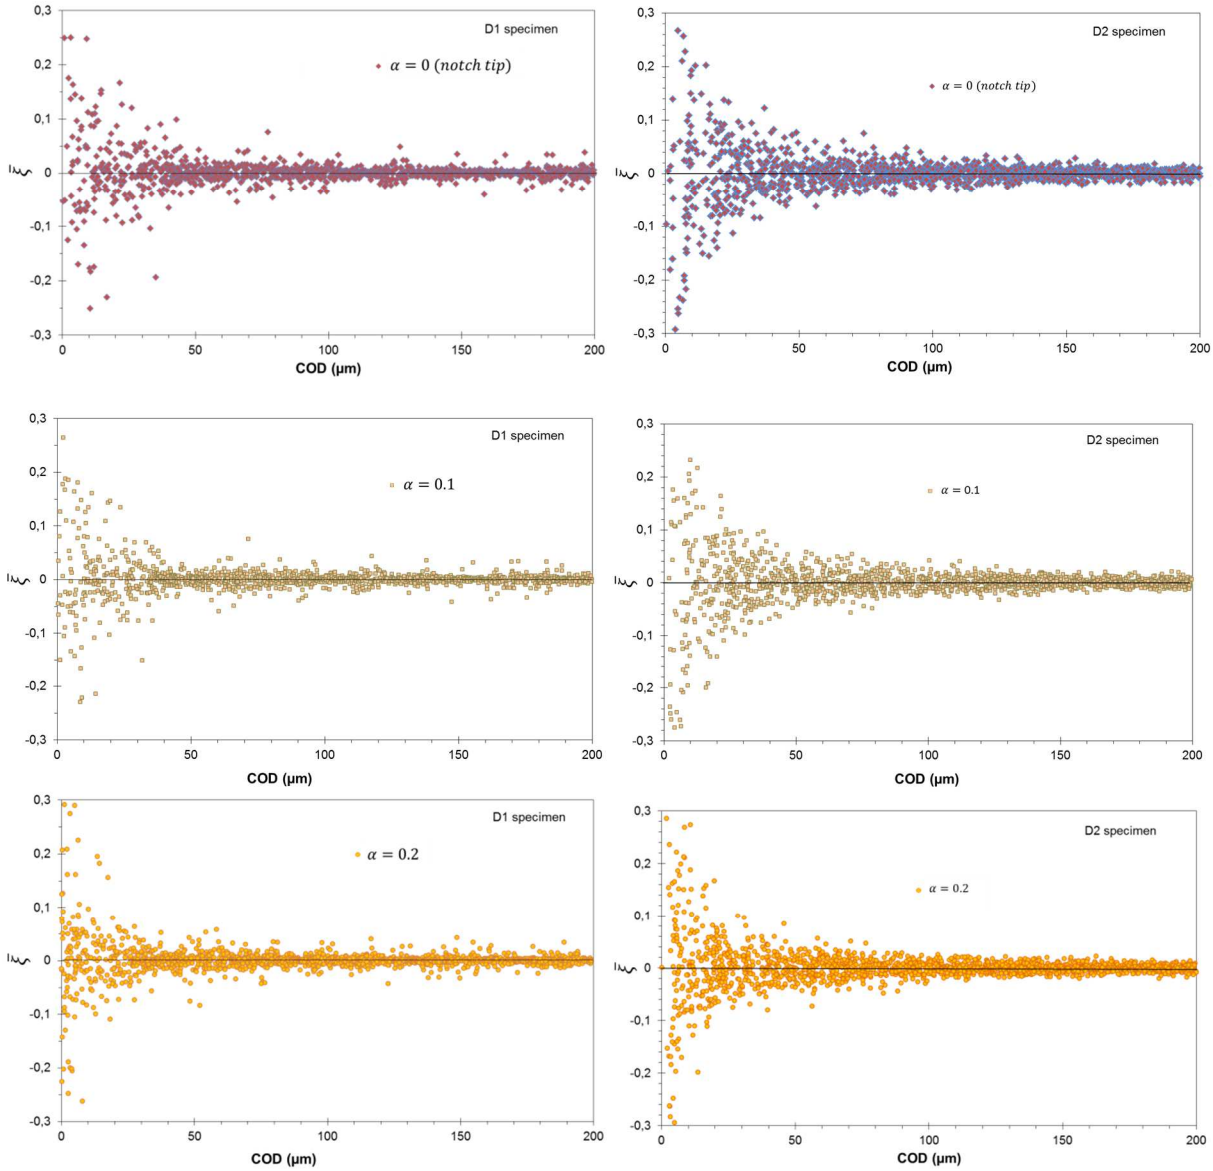 0,3
0,2
0,1
0
-0,1
-0,2
-0,3
ξ̅
D1 specimen
α = 0 (notch tip)
0 50 100 150 200
COD (μm)
0,3
0,2
0,1
0
-0,1
-0,2
-0,3
ξ̅
D2 specimen
α = 0 (notch tip)
0 50 100 150 200
COD (μm)
0,3
0,2
0,1
0
-0,1
-0,2
-0,3
ξ̅
D1 specimen
α = 0.1
0 50 100 150 200
COD (μm)
0,3
0,2
0,1
0
-0,1
-0,2
-0,3
ξ̅
D2 specimen
α = 0.1
0 50 100 150 200
COD (μm)
0,3
0,2
0,1
0
-0,1
-0,2
-0,3
ξ̅
D1 specimen
α = 0.2
0 50 100 150 200
COD (μm)
0,3
0,2
0,1
0
-0,1
-0,2
-0,3
ξ̅
D2 specimen
α = 0.2
0 50 100 150 200
COD (μm)